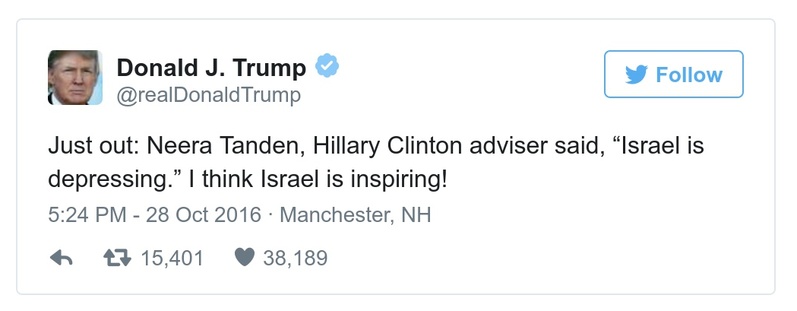 Donald J. Trump
@realDonaldTrump
Follow
Just out: Neera Tanden, Hillary Clinton adviser said, “Israel is
depressing.” I think Israel is inspiring!
5:24 PM - 28 Oct 2016 · Manchester, NH
15,401 38,189